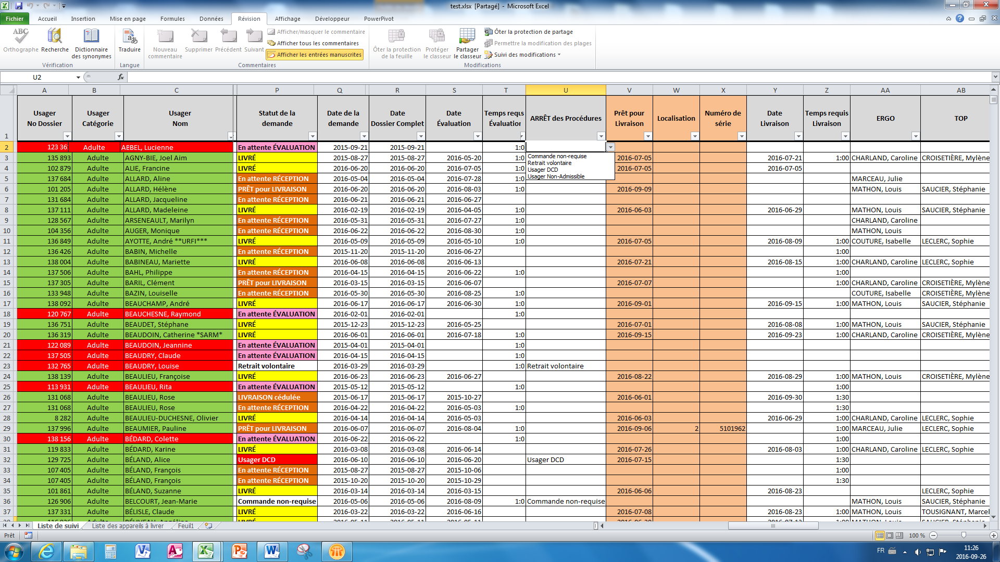 test.xlsx [Partagé] - Microsoft Excel
Fichier Accueil Insertion Mise en page Formules Données Révision Affichage Développeur PowerPivot
ABC
Orthographe Recherche Dictionnaire des synonymes
Vérification
Traduire
Langue
Nouveau commentaire Supprimer Précédent Suivant
Afficher/masquer le commentaire
Afficher tous les commentaires
Afficher les entrées manuscrites
Commentaires
Ôter la protection de la feuille Protéger le classeur Partager le classeur
Ôter la protection de partage
Permettre la modification des plages
Suivi des modifications
Modifications
U2 fx
A B C P Q R S T U V W X Y Z AA AB
1 Usager No Dossier Usager Catégorie Usager Nom Statut de la demande Date de la demande Date Dossier Complet Date Évaluation Temps requs Évaluation ARRÊT des Procédures Prêt pour Livraison Localisation Numéro de série Date Livraison Temps requis Livraison ERGO TOP
2 123 36 Adulte ABBEL, Lucienne En attente ÉVALUATION 2015-09-21 2015-09-21 1:0
Commande non-requise
Retrait volontaire
Usager DCD
Usager Non-Admissible
3 135 893 Adulte AGNY-BIE, Joel Aim LIVRÉ 2015-08-27 2015-08-27 2016-05-20 1:0 2016-07-05 2016-07-21 1:00 CHARLAND, Caroline CROISETIÈRE, Mylène
4 102 879 Adulte ALIE, Francine LIVRÉ 2016-06-20 2016-06-20 2016-07-05 1:0 2016-07-05 2016-07-05
5 137 684 Adulte ALLARD, Aline En attente RÉCEPTION 2016-05-04 2016-05-04 2016-07-28 1:0 MARCEAU, Julie
6 101 205 Adulte ALLARD, Hélène PRÊT pour LIVRAISON 2016-06-20 2016-06-20 2016-08-03 1:0 2016-09-09 MATHON, Louis SAUCIER, Stéphanie
7 131 684 Adulte ALLARD, Jacqueline En attente RÉCEPTION 2016-06-21 2016-06-21 2016-06-27
8 137 111 Adulte ALLARD, Madeleine LIVRÉ 2016-02-19 2016-02-19 2016-04-05 1:0 2016-06-03 2016-06-29 MATHON, Louis SAUCIER, Stéphanie
9 128 567 Adulte ARSENEAULT, Marilyn En attente RÉCEPTION 2016-05-31 2016-05-31 2016-07-27 1:0 CHARLAND, Caroline
10 104 356 Adulte AUGER, Monique En attente RÉCEPTION 2016-06-22 2016-06-22 2016-08-30 1:0 MATHON, Louis
11 136 849 Adulte AYOTTE, André **URFI*** LIVRÉ 2016-05-09 2016-05-09 2016-05-10 1:0 2016-07-05 2016-08-09 1:00 COUTURE, Isabelle LECLERC, Sophie
12 136 426 Adulte BABIN, Michelle En attente RÉCEPTION 2015-11-20 2015-11-20 2016-06-27 1:00
13 138 004 Adulte BABINEAU, Mariette LIVRÉ 2016-06-08 2016-06-08 2016-06-13 2016-07-21 2016-08-15 1:00 CHARLAND, Caroline LECLERC, Sophie
14 137 506 Adulte BAHL, Philippe En attente RÉCEPTION 2016-04-15 2016-04-15 2016-06-22 1:0 1:00
15 137 305 Adulte BARIL, Clément PRÊT pour LIVRAISON 2016-03-15 2016-03-15 2016-06-07 2016-07-07 1:00 CHARLAND, Caroline CROISETIÈRE, Mylène
16 133 948 Adulte BAZIN, Louiselle En attente RÉCEPTION 2016-05-30 2016-05-30 2016-08-25 1:0 COUTURE, Isabelle CROISETIÈRE, Mylène
17 138 092 Adulte BEAUCHAMP, André LIVRÉ 2016-06-17 2016-06-17 2016-06-30 1:0 2016-09-01 2016-09-15 1:00 MATHON, Louis SAUCIER, Stéphanie
18 120 767 Adulte BEAUCHESNE, Raymond En attente ÉVALUATION 2016-02-01 2016-02-01 1:0
19 136 751 Adulte BEAUDET, Stéphane LIVRÉ 2015-12-23 2015-12-23 2016-05-25 2016-07-01 2016-08-08 1:00 MATHON, Louis SAUCIER, Stéphanie
20 136 319 Adulte BEAUDOIN, Catherine *SARM* LIVRÉ 2016-06-01 2016-06-01 2016-07-18 1:0 2016-09-15 2016-09-23 1:00 CHARLAND, Caroline CROISETIÈRE, Mylène
21 122 089 Adulte BEAUDOIN, Jeannine En attente ÉVALUATION 2015-04-01 2015-04-01 1:0
22 137 505 Adulte BEAUDRY, Claude En attente ÉVALUATION 2016-04-15 2016-04-15 1:0
23 132 765 Adulte BEAUDRY, Louise Retrait volontaire 2016-03-29 2016-03-29 1:0 Retrait volontaire
24 138 139 Adulte BEAULIEU, Françoise LIVRÉ 2016-06-23 2016-06-23 2016-06-27 2016-08-22 2016-08-29 1:00 MATHON, Louis CROISETIÈRE, Mylène
25 113 931 Adulte BEAULIEU, Rita En attente ÉVALUATION 2015-05-12 2015-05-12 1:0 1:00
26 131 068 Adulte BEAULIEU, Rose LIVRAISON cédulée 2015-06-17 2015-06-17 2015-10-27 2016-06-01 2016-09-30 1:30
27 131 068 Adulte BEAULIEU, Rose En attente RÉCEPTION 2016-04-22 2016-04-22 2016-05-03 1:0 1:30
28 8 282 Adulte BEAULIEU-DUCHESNE, Olivier LIVRÉ 2016-04-14 2016-04-14 2016-05-03 2016-06-03 2016-06-29 1:00 CHARLAND, Caroline LECLERC, Sophie
29 137 996 Adulte BEAUMIER, Pauline PRÊT pour LIVRAISON 2016-06-07 2016-06-07 2016-08-04 1:0 2016-09-06 2 5101962 1:00 MARCEAU, Julie LECLERC, Sophie
30 138 156 Adulte BÉDARD, Colette En attente ÉVALUATION 2016-06-22 2016-06-22 1:0 1:00
31 119 833 Adulte BÉDARD, Karine LIVRÉ 2016-03-08 2016-03-08 2016-06-14 2016-07-26 2016-08-03 1:00 CHARLAND, Caroline LECLERC, Sophie
32 129 725 Adulte BÉLAND, Alice Usager DCD 2016-06-10 2016-06-10 2016-06-20 Usager DCD 2016-07-15 1:30
33 107 405 Adulte BÉLAND, François En attente RÉCEPTION 2015-08-27 2015-08-27 2015-10-06 1:00
34 107 405 Adulte BÉLAND, François En attente RÉCEPTION 2015-10-20 2015-10-20 2015-10-29 1:30
35 101 861 Adulte BÉLAND, Suzanne LIVRÉ 2016-03-14 2016-03-14 2016-03-15 2016-06-06 2016-08-23 LECLERC, Sophie
36 126 906 Adulte BELCOURT, Jean-Marie Commande non-requise 2016-05-06 2016-05-06 2016-08-09 1:0 Commande non-requise MATHON, Louis SAUCIER, Stéphanie
37 137 331 Adulte BÉLISLE, Claude LIVRÉ 2016-03-22 2016-03-22 2016-06-16 2016-07-08 2016-08-23 1:00 MATHON, Louis TOUSIGNANT, Marcel
Liste de suivi Liste des appareils à livrer Feuil1
Prêt 100 %
FR 11:26
2016-09-26